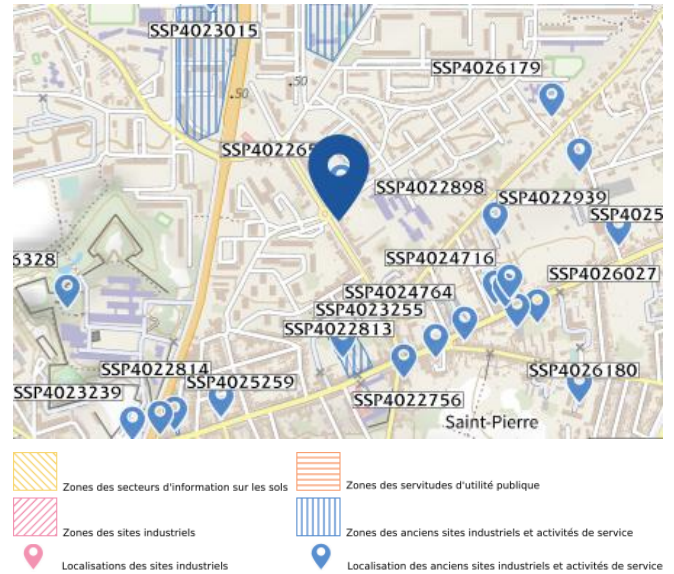 SSP4023015
.50
.50
SSP4026179
SSP402265
SSP4022898
SSP4022939
SSP4025
6328
SSP4024716
SSP4026027
SSP4024764
SSP4023255
SSP4022813
SSP4022814
SSP4025259
SSP4026180
SSP4023239
SSP4022756
Saint-Pierre
Zones des secteurs d'information sur les sols
Zones des servitudes d'utilité publique
Zones des sites industriels
Zones des anciens sites industriels et activités de service
Localisations des sites industriels
Localisation des anciens sites industriels et activités de service